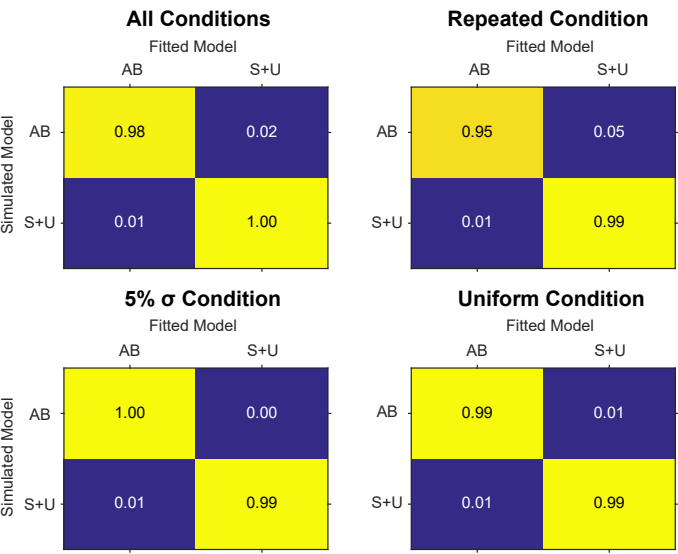 All Conditions
Fitted Model
AB S+U
Simulated Model
AB 0.98 0.02
S+U 0.01 1.00
Repeated Condition
Fitted Model
AB S+U
AB 0.95 0.05
S+U 0.01 0.99
5% σ Condition
Fitted Model
AB S+U
Simulated Model
AB 1.00 0.00
S+U 0.01 0.99
Uniform Condition
Fitted Model
AB S+U
AB 0.99 0.01
S+U 0.01 0.99